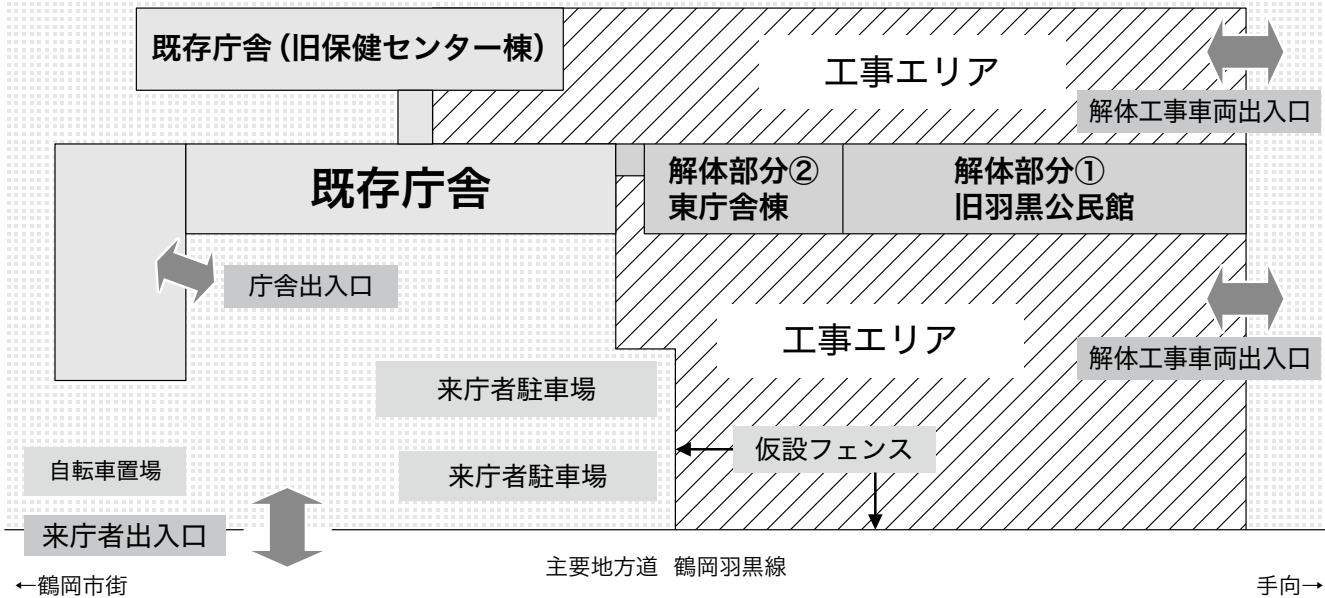 既存庁舎（旧保健センター棟）
工事エリア
解体工事車両出入口
既存庁舎
解体部分②
東庁舎棟
解体部分①
旧羽黒公民館
庁舎出入口
工事エリア
解体工事車両出入口
来庁者駐車場
仮設フェンス
自転車置場
来庁者駐車場
来庁者出入口
主要地方道 鶴岡羽黒線
←鶴岡市街
手向→